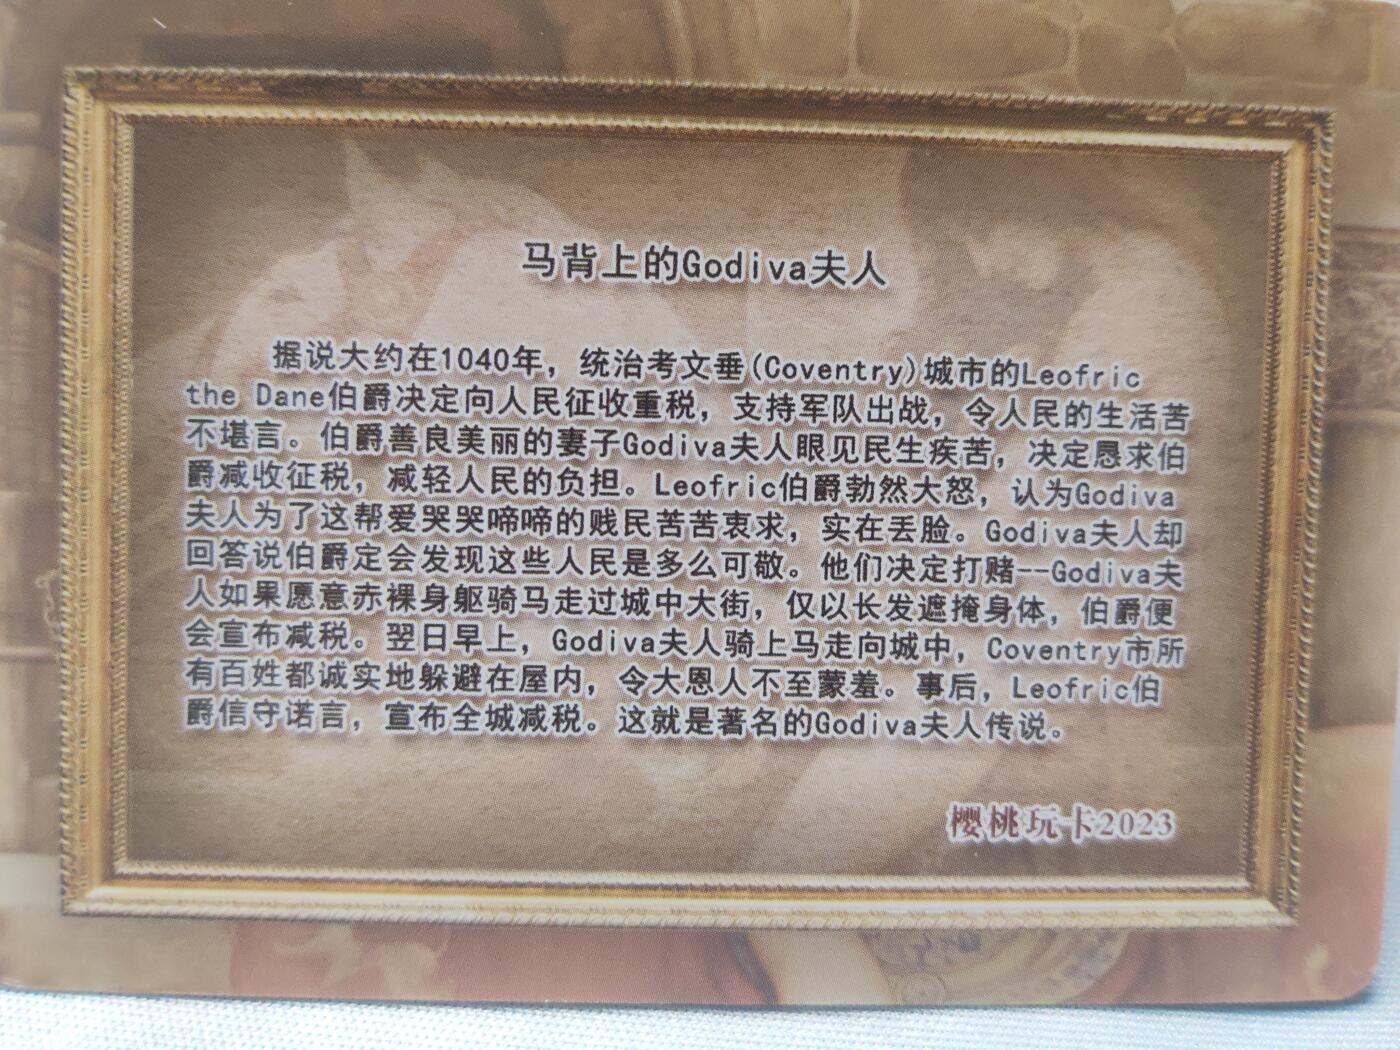 马背上的Godiva夫人
据说大约在1040年，统治考文垂(Coventry)城市的Leofric
the Dane伯爵决定向人民征收重税，支持军队出战，令人民的生活苦
不堪言。伯爵善良美丽的妻子Godiva夫人眼见民生疾苦，决定恳求伯
爵减收征税，减轻人民的负担。Leofric伯爵勃然大怒，认为Godiva
夫人为了这帮爱哭哭啼啼的贱民苦苦衷求，实在丢脸。Godiva夫人却
回答说伯爵定会发现这些人民是多么可敬。他们决定打赌--Godiva夫
人如果愿意赤裸身躯骑马走过城中大街，仅以长发遮掩身体，伯爵便
会宣布减税。翌日早上，Godiva夫人骑上马走向城中，Coventry市所
有百姓都诚实地躲避在屋内，令大恩人不至蒙羞。事后，Leofric伯
爵信守诺言，宣布全城减税。这就是著名的Godiva夫人传说。
樱桃玩卡2023